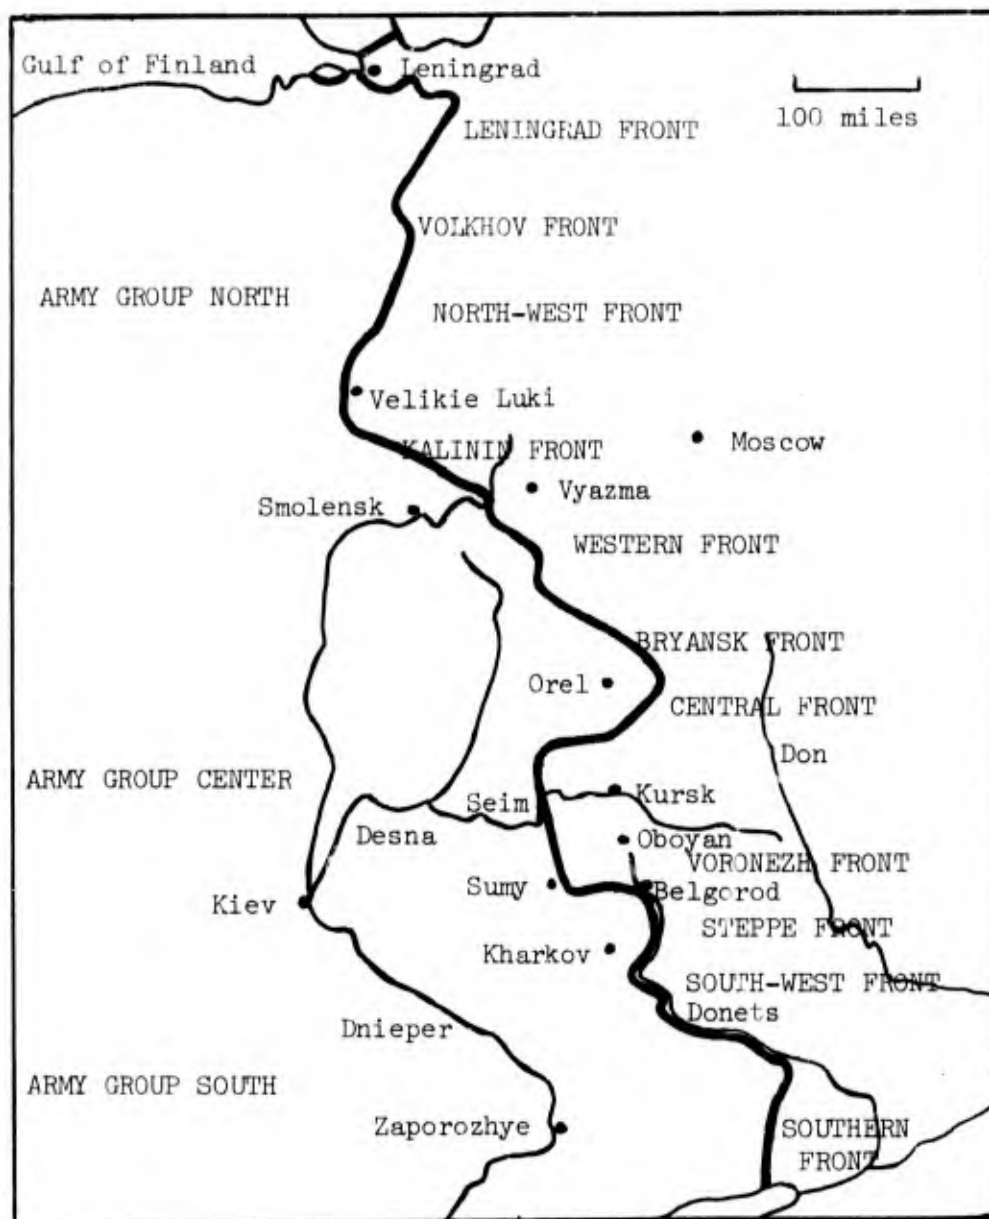 Gulf of Finland
Leningrad
100 miles
LENINGRAD FRONT
VOLKHOV FRONT
ARMY GROUP NORTH
NORTH-WEST FRONT
Velikie Luki
KALININ FRONT
Moscow
Smolensk
Vyazma
WESTERN FRONT
BRYANSK FRONT
Orel
CENTRAL FRONT
Don
ARMY GROUP CENTER
Seim
Kursk
Desna
Oboyan
VORONEZH FRONT
Sumy
Belgorod
Kiev
STEPPE FRONT
Kharkov
SOUTH-WEST FRONT
Donets
Dnieper
ARMY GROUP SOUTH
Zaporozhye
SOUTHERN
FRONT